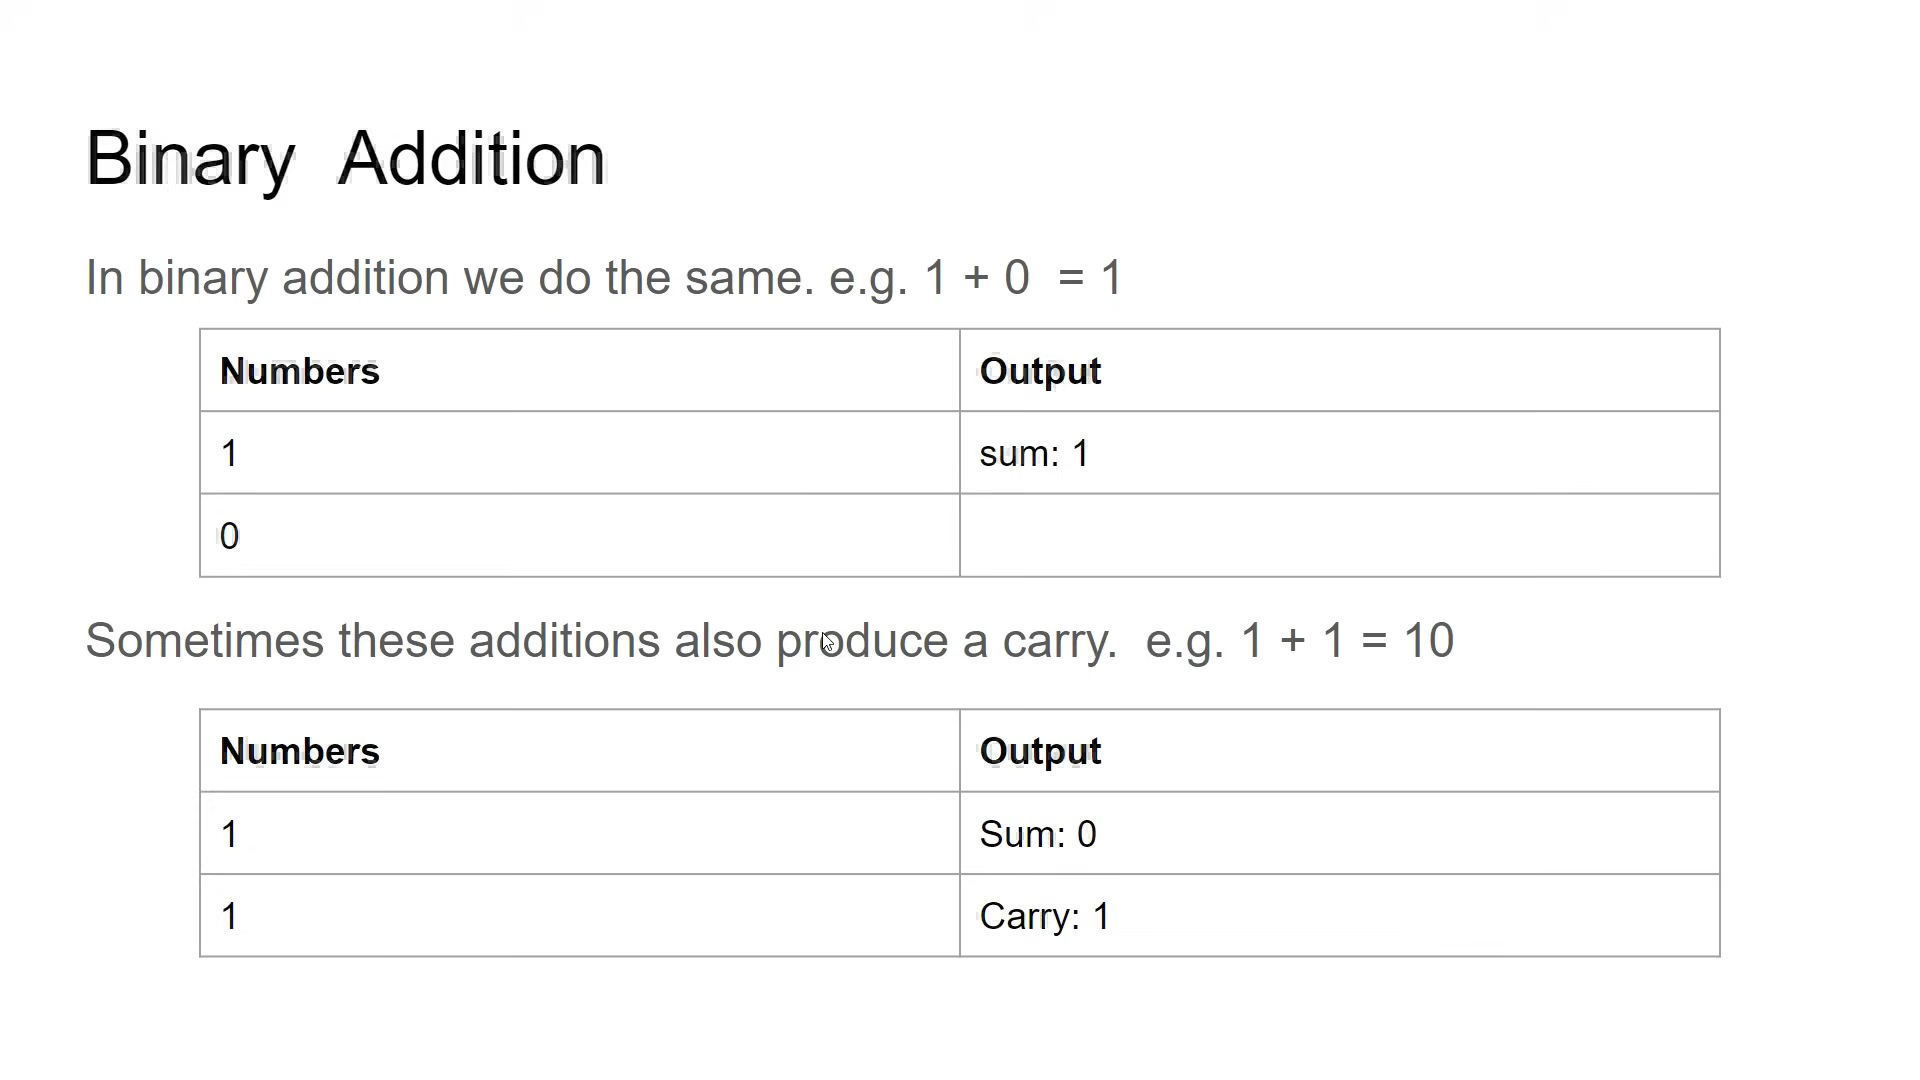 Binary Addition
In binary addition we do the same. e.g. 1 + 0 = 1
Numbers Output
1 sum: 1
0
Sometimes these additions also produce a carry. e.g. 1 + 1 = 10
Numbers Output
1 Sum: 0
1 Carry: 1